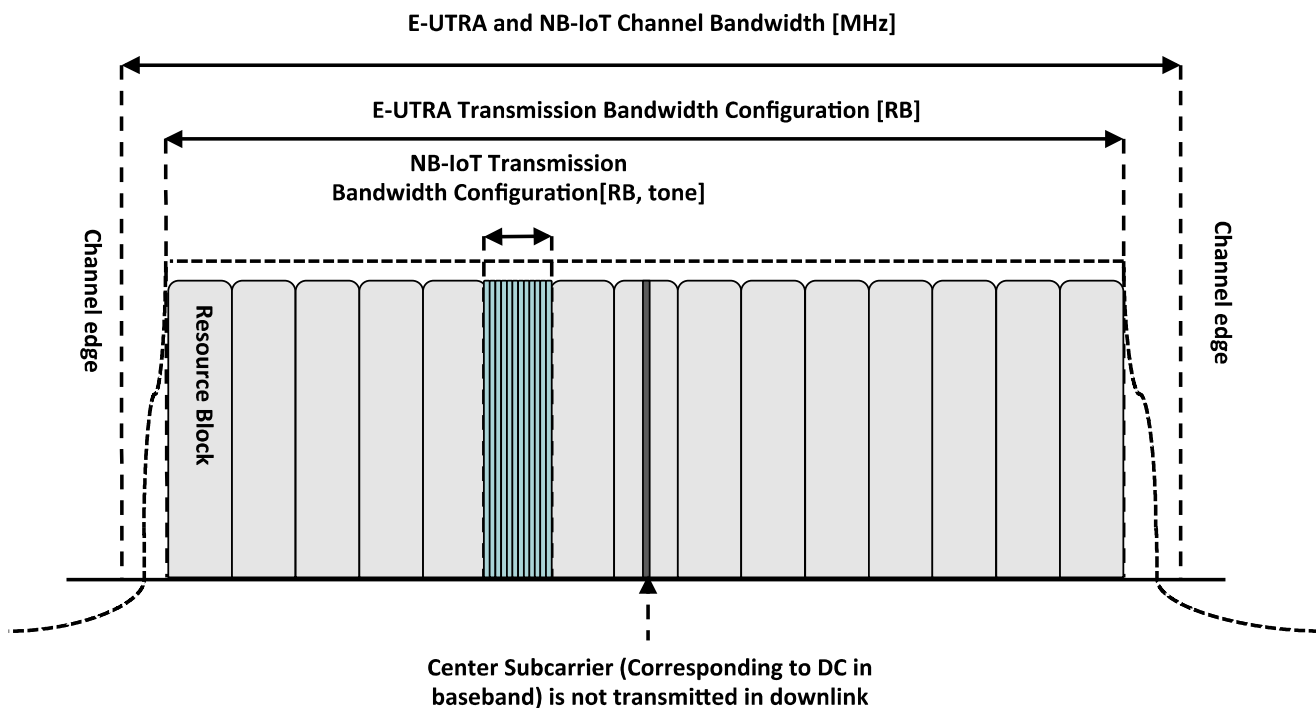 E-UTRA and NB-IoT Channel Bandwidth [MHz]
E-UTRA Transmission Bandwidth Configuration [RB]
NB-IoT Transmission
Bandwidth Configuration[RB, tone]
Channel edge
Channel edge
Resource Block
Center Subcarrier (Corresponding to DC in
baseband) is not transmitted in downlink